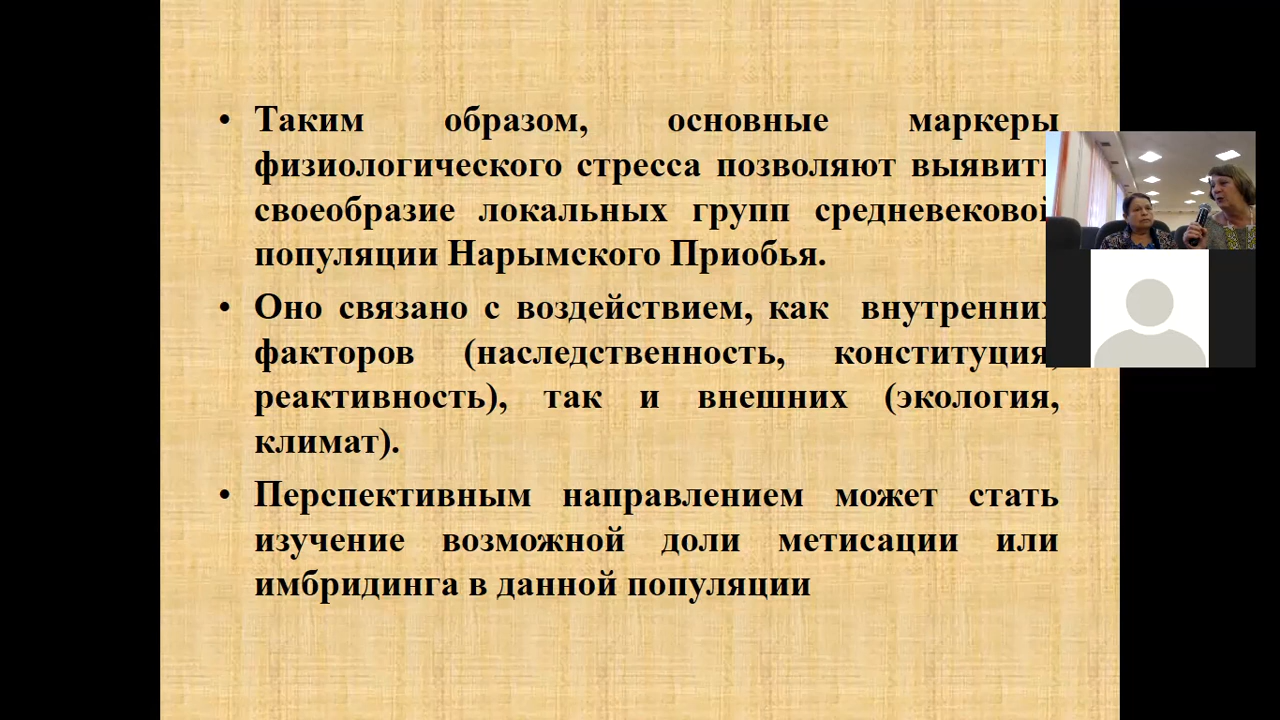 • Таким образом, основные маркеры
физиологического стресса позволяют выявить
своеобразие локальных групп средневековой
популяции Нарымского Приобья.
• Оно связано с воздействием, как внутренних
факторов (наследственность, конституция,
реактивность), так и внешних (экология,
климат).
• Перспективным направлением может стать
изучение возможной доли метисации или
имбридинга в данной популяции